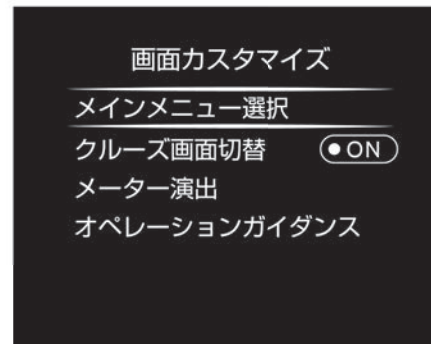 画面カスタマイズ
メインメニュー選択
クルーズ画面切替 ON
メーター演出
オペレーションガイダンス